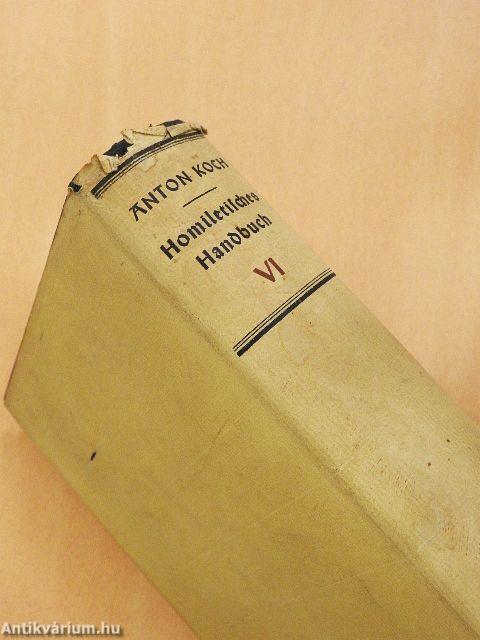 ANTON KOCH
Homiletisches
Handbuch
VI
Antikvárium.hu